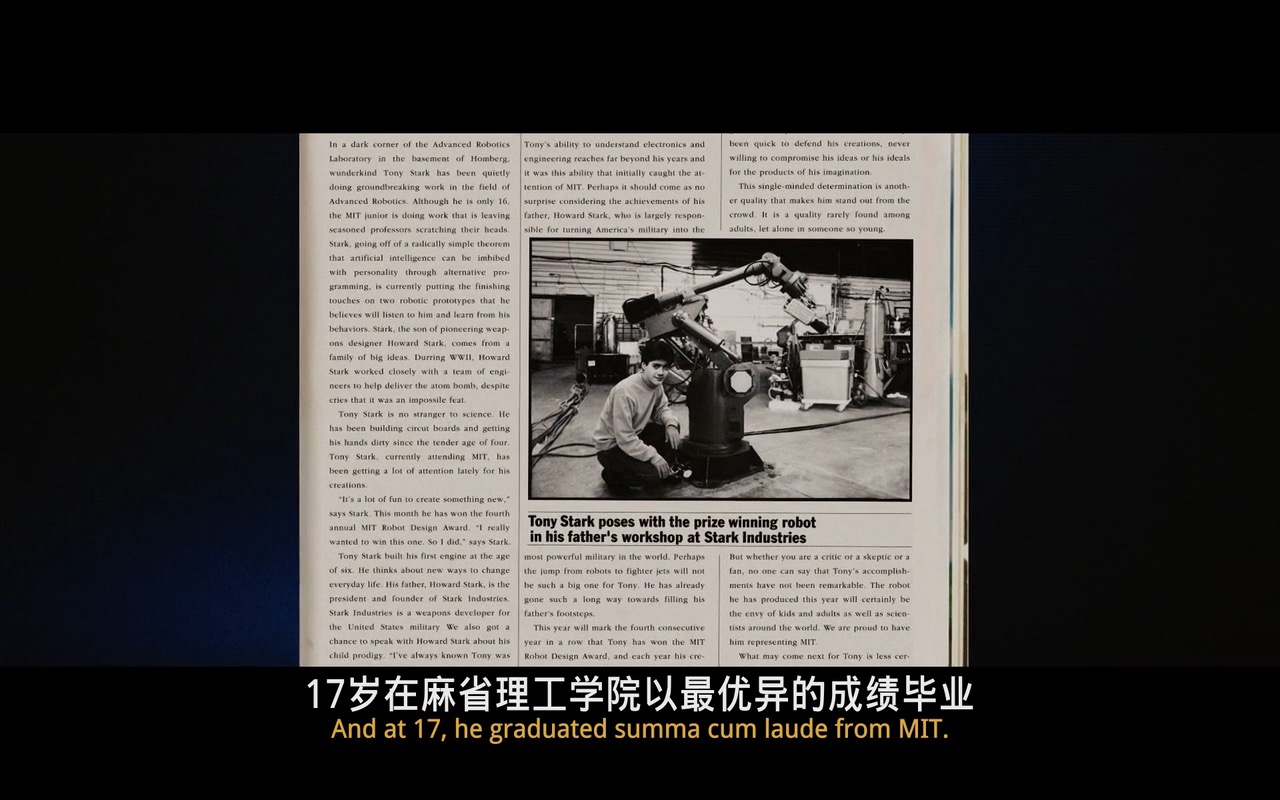 In a dark corner of the Advanced Robotics
Laboratory in the basement of Homberg,
wunderkind Tony Stark has been quietly
doing groundbreaking work in the field of
Advanced Robotics. Although he is only 16,
the MIT junior is doing work that is leaving
seasoned professors scratching their heads.
Stark, going off of a radically simple theorem
that artificial intelligence can be imbibed
with personality through alternative pro-
gramming, is currently putting the finishing
touches on two robotic prototypes that he
believes will listen to him and learn from his
behaviors. Stark, the son of pioneering weap-
ons designer Howard Stark, comes from a
family of big ideas. Durring WWII, Howard
Stark worked closely with a team of engi-
neers to help deliver the atom bomb, despite
cries that it was an impossile feat.
Tony Stark is no stranger to science. He
has been building circut boards and getting
his hands dirty since the tender age of four.
Tony Stark, currently attending MIT, has
been getting a lot of attention lately for his
creations.
"It's a lot of fun to create something new,"
says Stark. This month he has won the fourth
annual MIT Robot Design Award. "I really
wanted to win this one. So I did," says Stark.
Tony Stark built his first engine at the age
of six. He thinks about new ways to change
everyday life. His father, Howard Stark, is the
president and founder of Stark Industries.
Stark Industries is a weapons developer for
the United States military We also got a
chance to speak with Howard Stark about his
child prodigy. "I've always known Tony was
Tony's ability to understand electronics and
engineering reaches far beyond his years and
it was this ability that initially caught the at-
tention of MIT. Perhaps it should come as no
surprise considering the achievements of his
father, Howard Stark, who is largely respon-
sible for turning America's military into the
been quick to defend his creations, never
willing to compromise his ideas or his ideals
for the products of his imagination.
This single-minded determination is anoth-
er quality that makes him stand out from the
crowd. It is a quality rarely found among
adults, let alone in someone so young.
Tony Stark poses with the prize winning robot
in his father's workshop at Stark Industries
most powerful military in the world. Perhaps
the jump from robots to fighter jets will not
be such a big one for Tony. He has already
gone such a long way towards filling his
father's footsteps.
This year will mark the fourth consecutive
year in a row that Tony has won the MIT
Robot Design Award, and each year his cre-
But whether you are a critic or a skeptic or a
fan, no one can say that Tony's accomplish-
ments have not been remarkable. The robot
he has produced this year will certainly be
the envy of kids and adults as well as scien-
tists around the world. We are proud to have
him representing MIT.
What may come next for Tony is less cer-
17岁在麻省理工学院以最优异的成绩毕业
And at 17, he graduated summa cum laude from MIT.